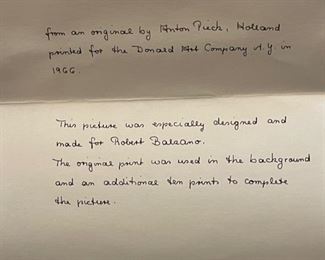 from an original by Anton Pieck, Holland
printed for the Donald Art Company N.Y. in
1966.
This picture was especially designed and
made for Robert Balsano.
The original print was used in the background
and an additional ten prints to complete
the picture.